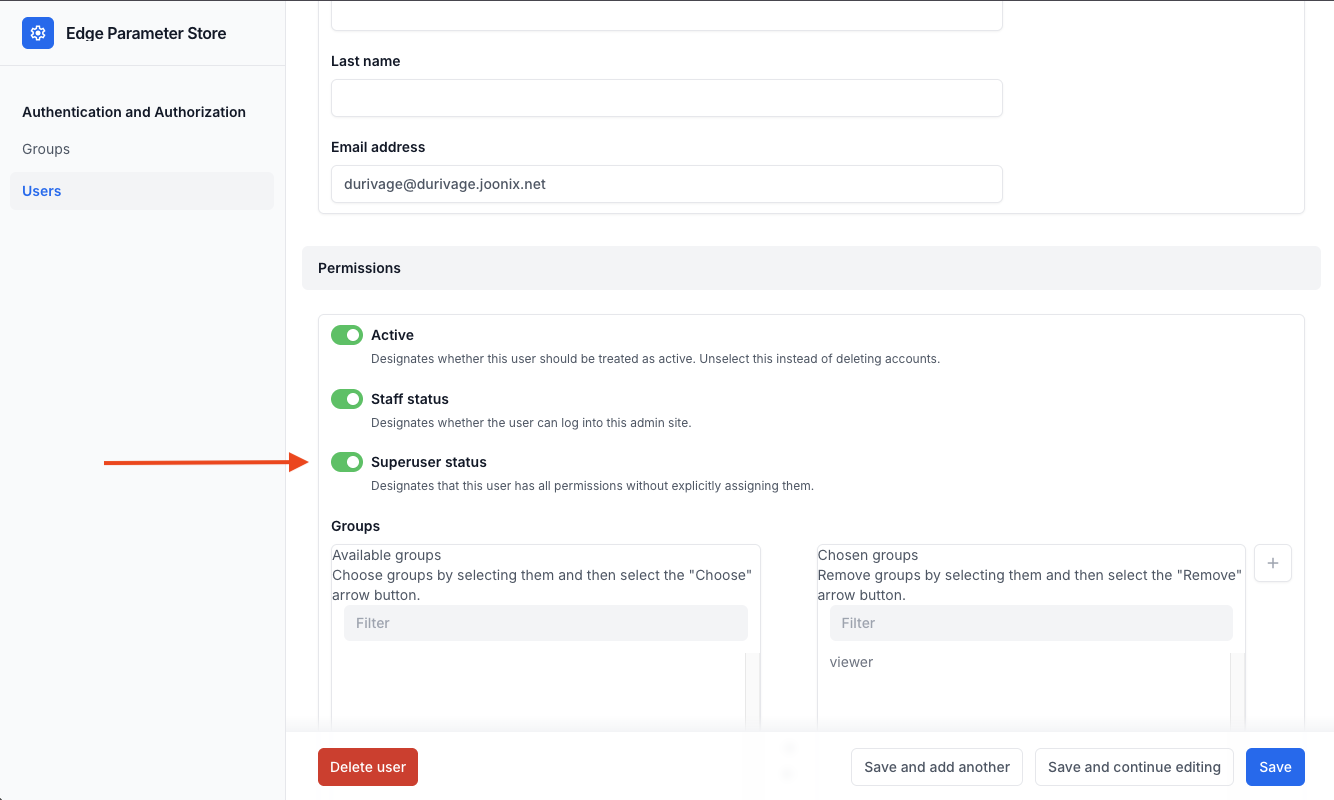 Edge Parameter Store
Authentication and Authorization
Groups
Users
Last name
Email address
durivage@durivage.joonix.net
Permissions
Active
Designates whether this user should be treated as active. Unselect this instead of deleting accounts.
Staff status
Designates whether the user can log into this admin site.
Superuser status
Designates that this user has all permissions without explicitly assigning them.
Groups
Available groups
Choose groups by selecting them and then select the "Choose"
arrow button.
Filter
Chosen groups
Remove groups by selecting them and then select the "Remove"
arrow button.
Filter
viewer
Delete user
Save and add another
Save and continue editing
Save